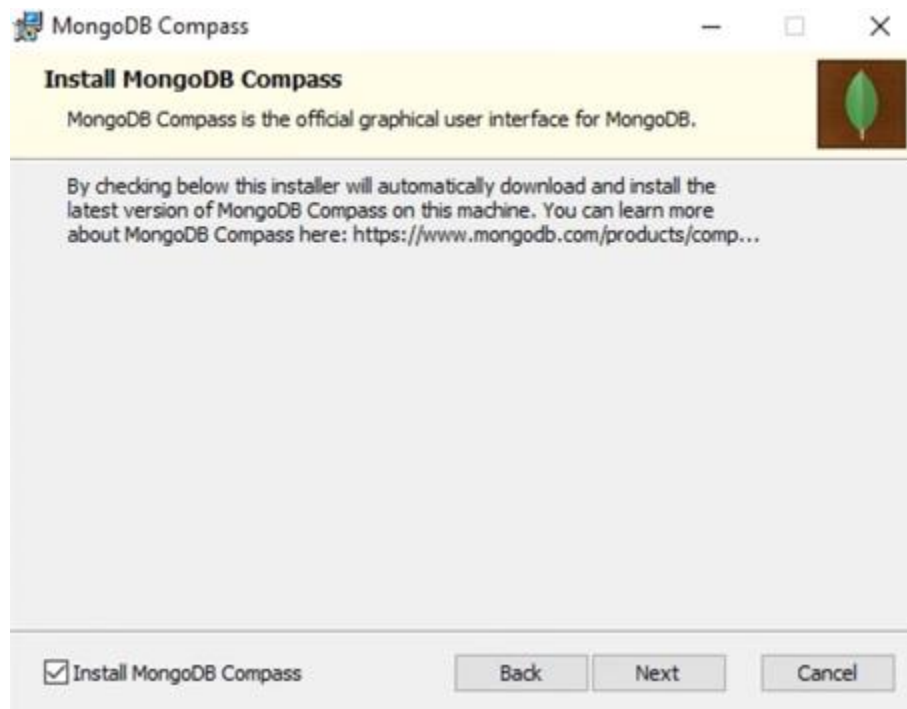 MongoDB Compass
Install MongoDB Compass
MongoDB Compass is the official graphical user interface for MongoDB.
By checking below this installer will automatically download and install the
latest version of MongoDB Compass on this machine. You can learn more
about MongoDB Compass here: https://www.mongodb.com/products/comp...
Install MongoDB Compass Back Next Cancel